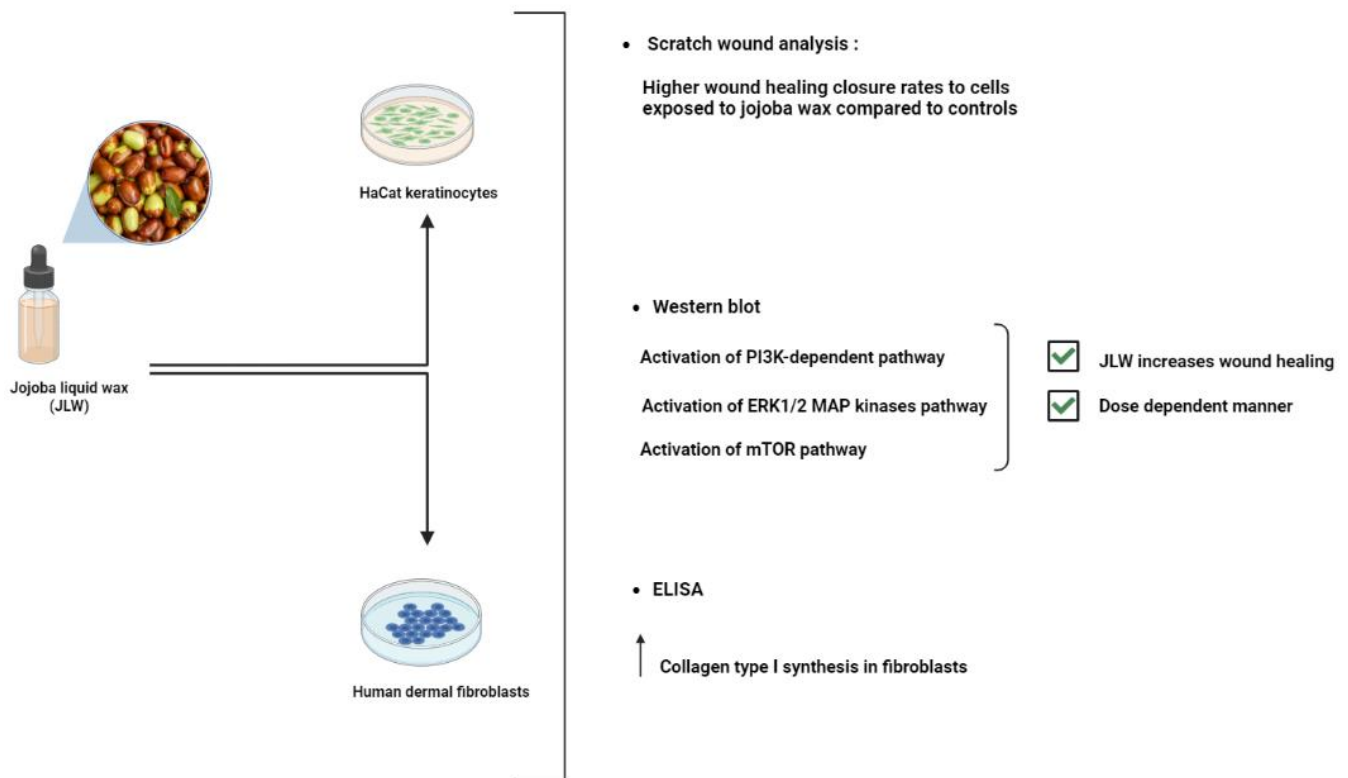 HaCat keratinocytes
Jojoba liquid wax
(JLW)
Human dermal fibroblasts
• Scratch wound analysis :
Higher wound healing closure rates to cells
exposed to jojoba wax compared to controls
• Western blot
Activation of PI3K-dependent pathway
Activation of ERK1/2 MAP kinases pathway
Activation of mTOR pathway
JLW increases wound healing
Dose dependent manner
• ELISA
Collagen type I synthesis in fibroblasts